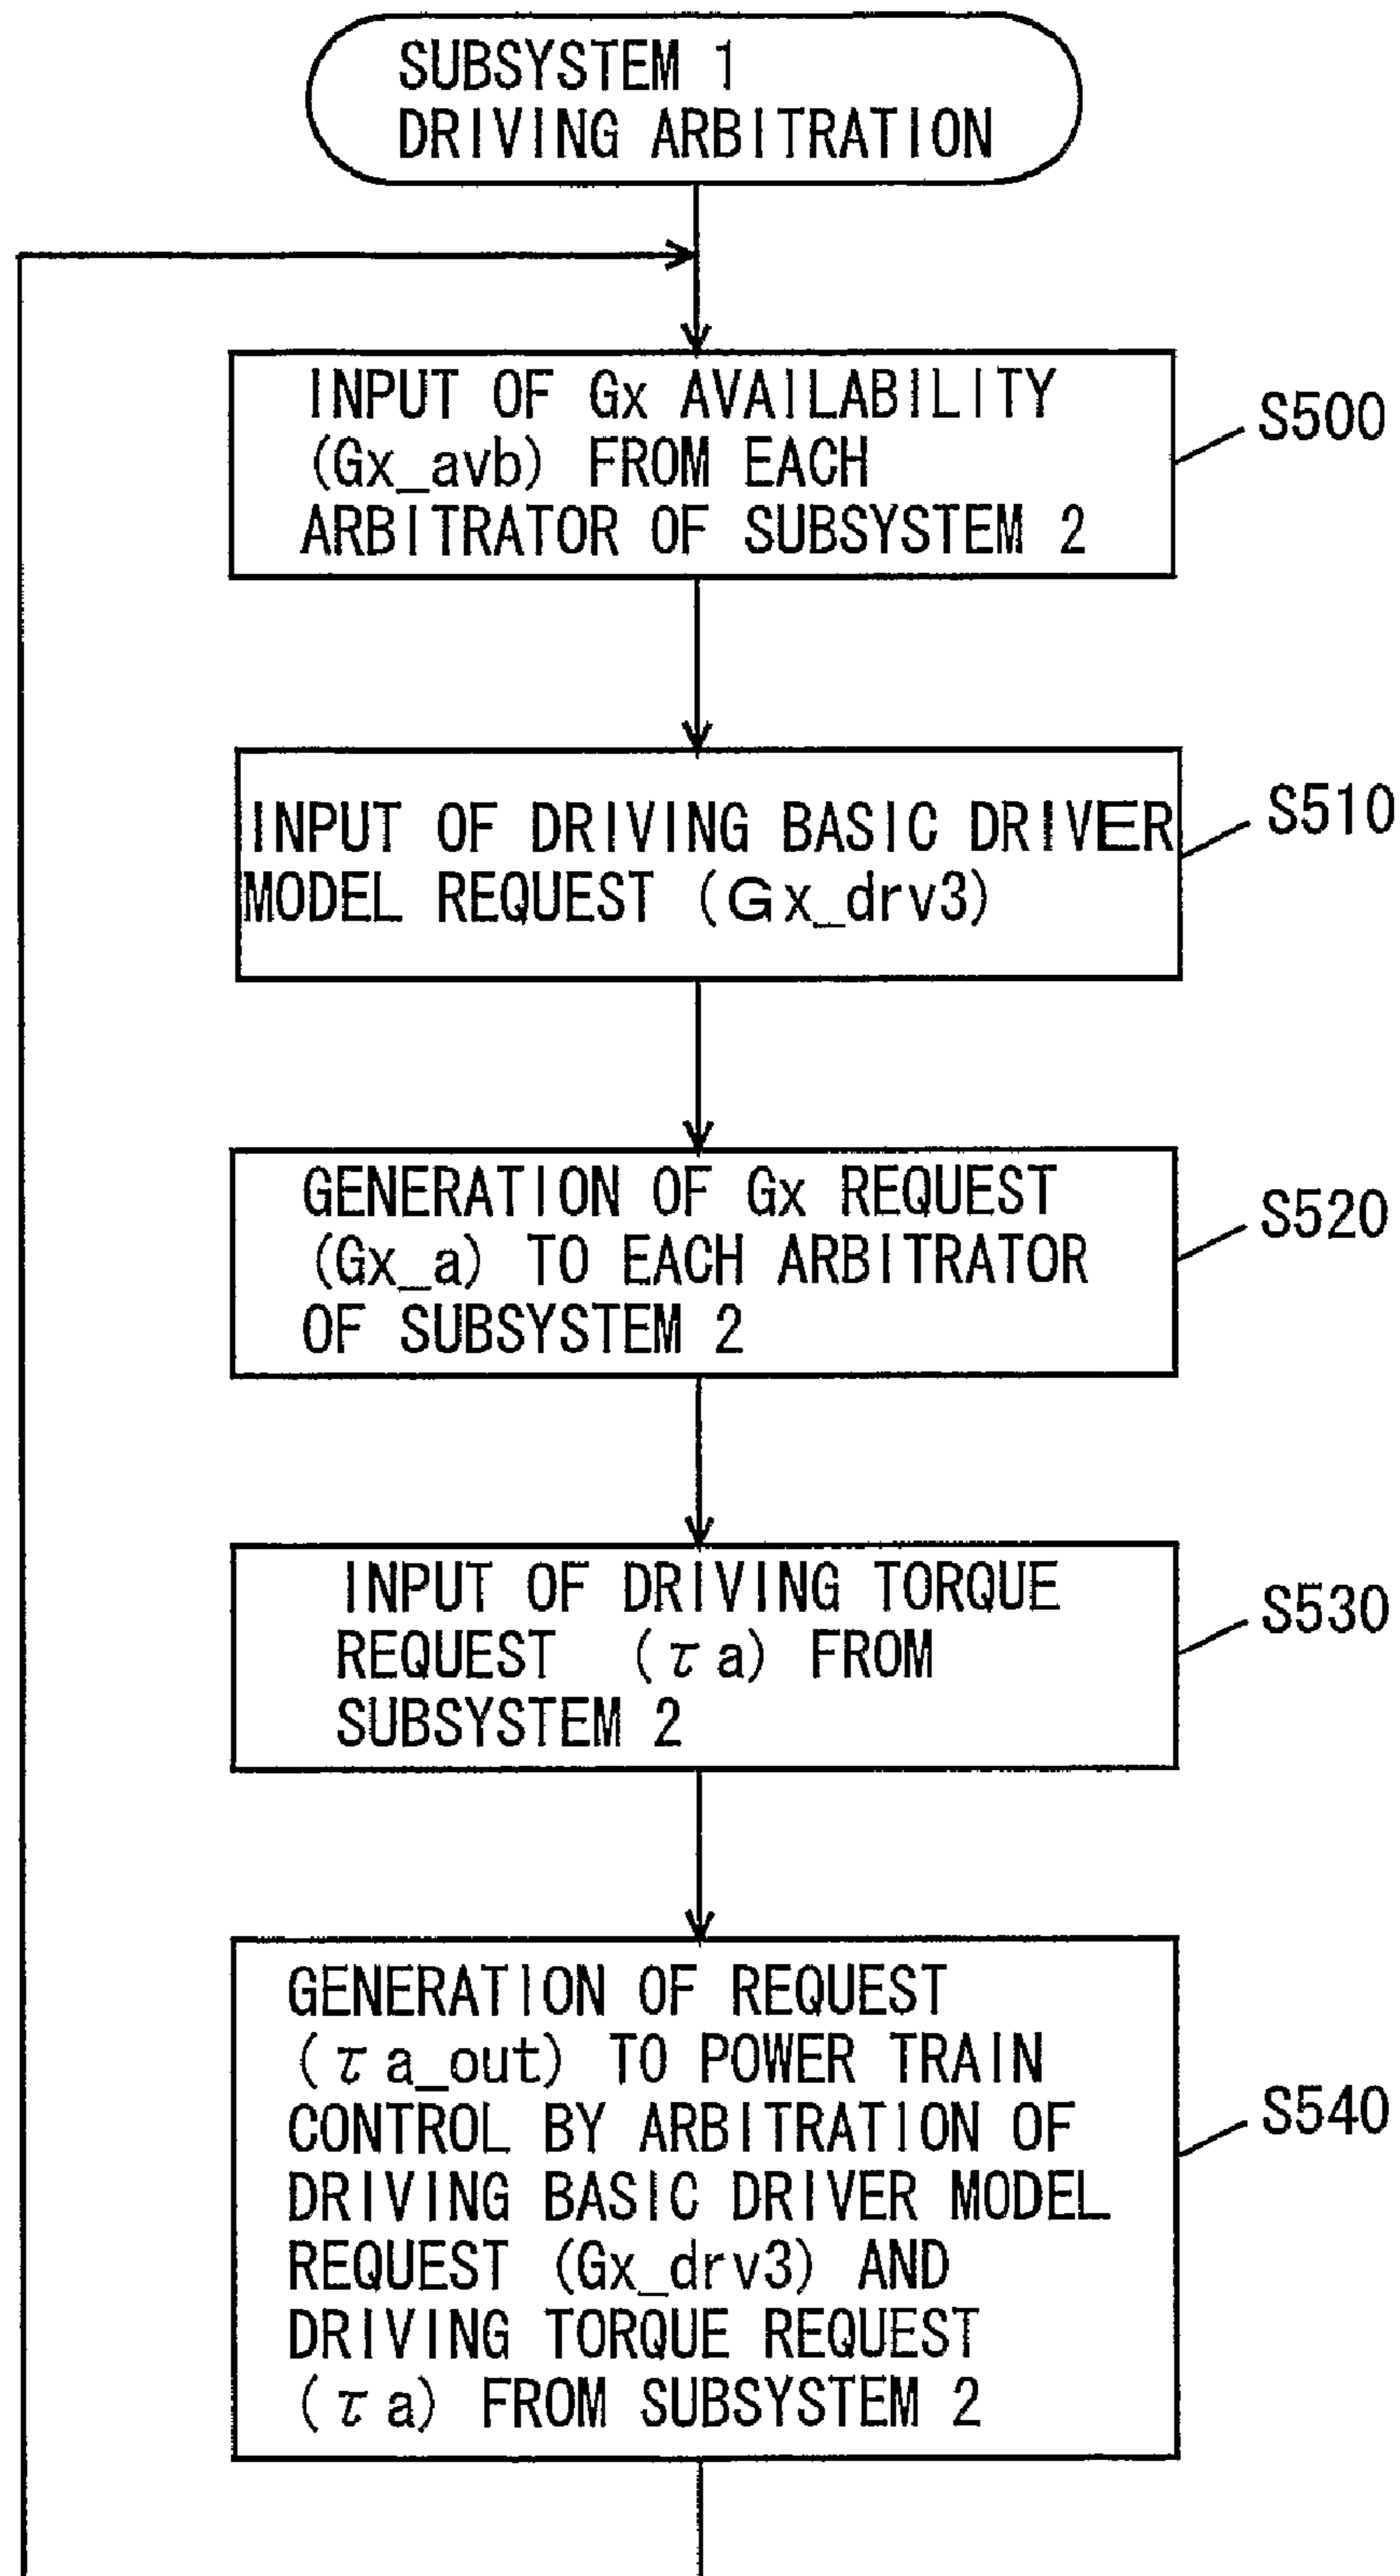 SUBSYSTEM 1
DRIVING ARBITRATION
INPUT OF Gx AVAILABILITY
(Gx_avb) FROM EACH
ARBITRATOR OF SUBSYSTEM 2
S500
INPUT OF DRIVING BASIC DRIVER
MODEL REQUEST (Gx_drv3)
S510
GENERATION OF Gx REQUEST
(Gx_a) TO EACH ARBITRATOR
OF SUBSYSTEM 2
S520
INPUT OF DRIVING TORQUE
REQUEST (τa) FROM
SUBSYSTEM 2
S530
GENERATION OF REQUEST
(τa_out) TO POWER TRAIN
CONTROL BY ARBITRATION OF
DRIVING BASIC DRIVER MODEL
REQUEST (Gx_drv3) AND
DRIVING TORQUE REQUEST
(τa) FROM SUBSYSTEM 2
S540